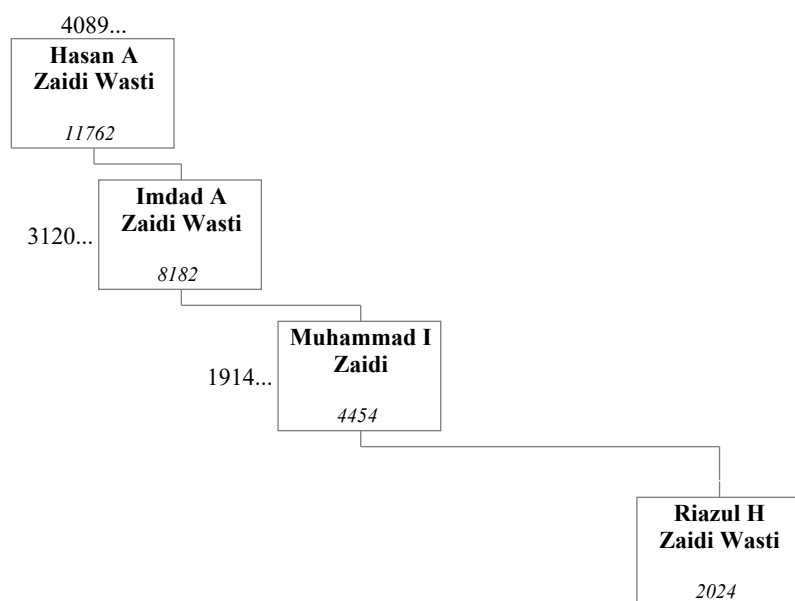 4089...
Hasan A
Zaidi Wasti
11762
Imdad A
Zaidi Wasti
3120...
8182
Muhammad I
Zaidi
1914...
4454
Riazul H
Zaidi Wasti
2024